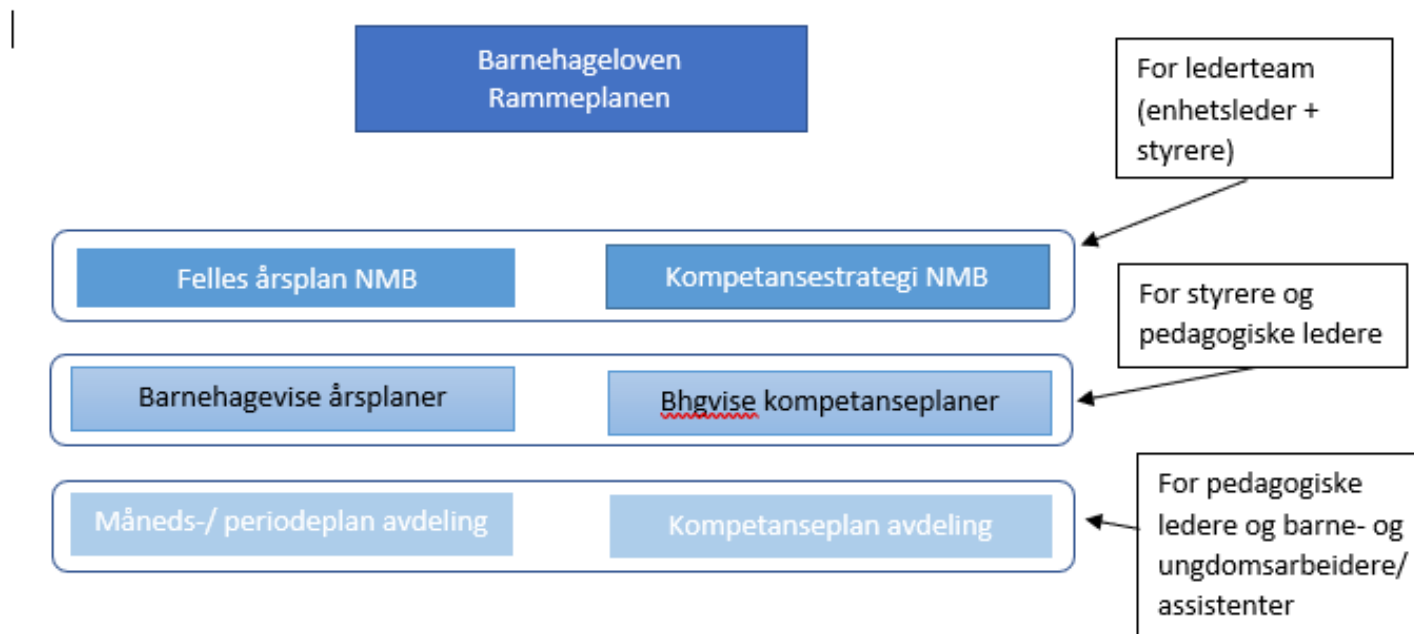 Barnehageloven
Rammeplanen
For lederteam
(enhetsleder +
styrere)
Felles årsplan NMB
Kompetansestrategi NMB
For styrere og
pedagogiske ledere
Barnehagevise årsplaner
Bhgvise kompetanseplaner
For pedagogiske
ledere og barne- og
ungdomsarbeidere/
assistenter
Måneds-/ periodeplan avdeling
Kompetanseplan avdeling